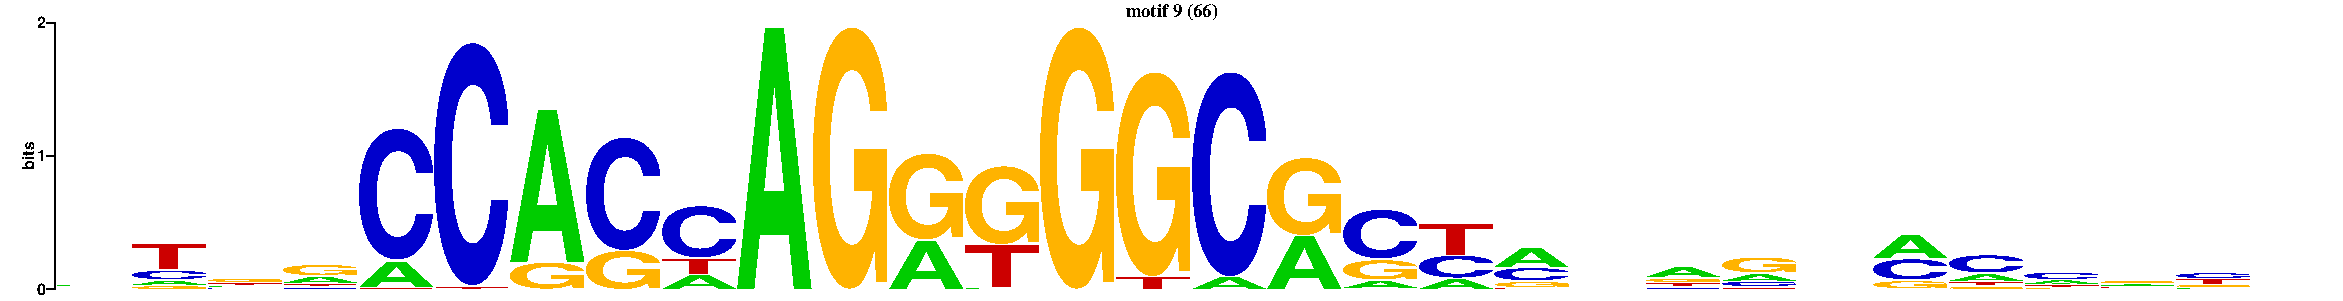 motif 9 (66)
2
bits
1
0
T C A G
G T
G A T
C A
C
A G
C G
C T A
A
G
G A
G T
G
G T
C A
G A
C G A
T C A
A C G
A G T C
G A C
A C G
C A T G
C A
C T